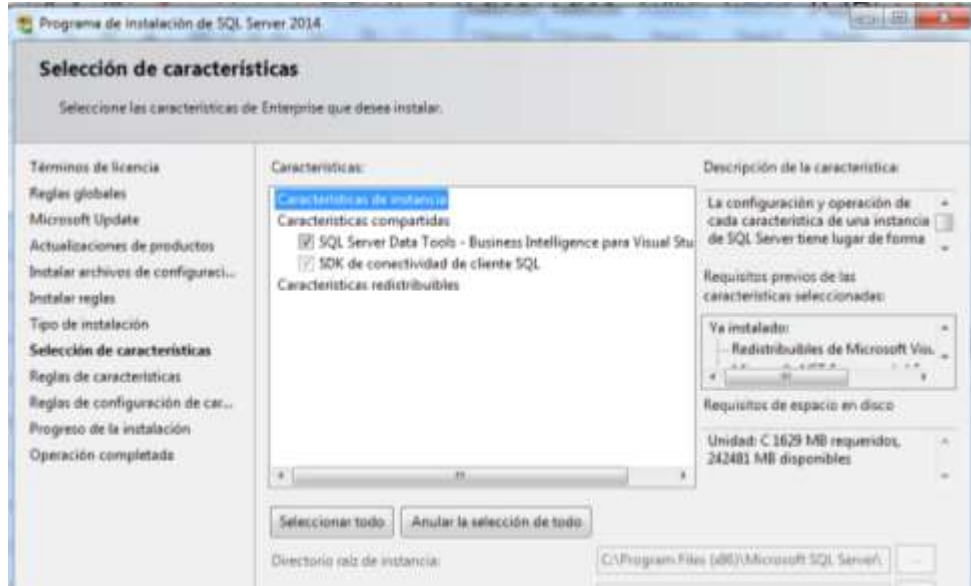 Programa de instalación de SQL Server 2014
Selección de características
Seleccione las características de Enterprise que desea instalar.
Términos de licencia
Reglas globales
Microsoft Update
Actualizaciones de productos
Instalar archivos de configuraci...
Instalar reglas
Tipo de instalación
Selección de características
Reglas de características
Reglas de configuración de car...
Progreso de la instalación
Operación completada
Características:
Características de instancia
Características compartidas
SQL Server Data Tools - Business Intelligence para Visual Stu
SDK de conectividad de cliente SQL
Características redistribuibles
Seleccionar todo
Anular la selección de todo
Directorio raíz de instancia:
C:\Program Files (x86)\Microsoft SQL Server\
...
Descripción de la característica:
La configuración y operación de
cada característica de una instancia
de SQL Server tiene lugar de forma
Requisitos previos de las
características seleccionadas:
Ya instalado:
Redistribuibles de Microsoft Visu
Requisitos de espacio en disco
Unidad: C 1629 MB requeridos,
242481 MB disponibles